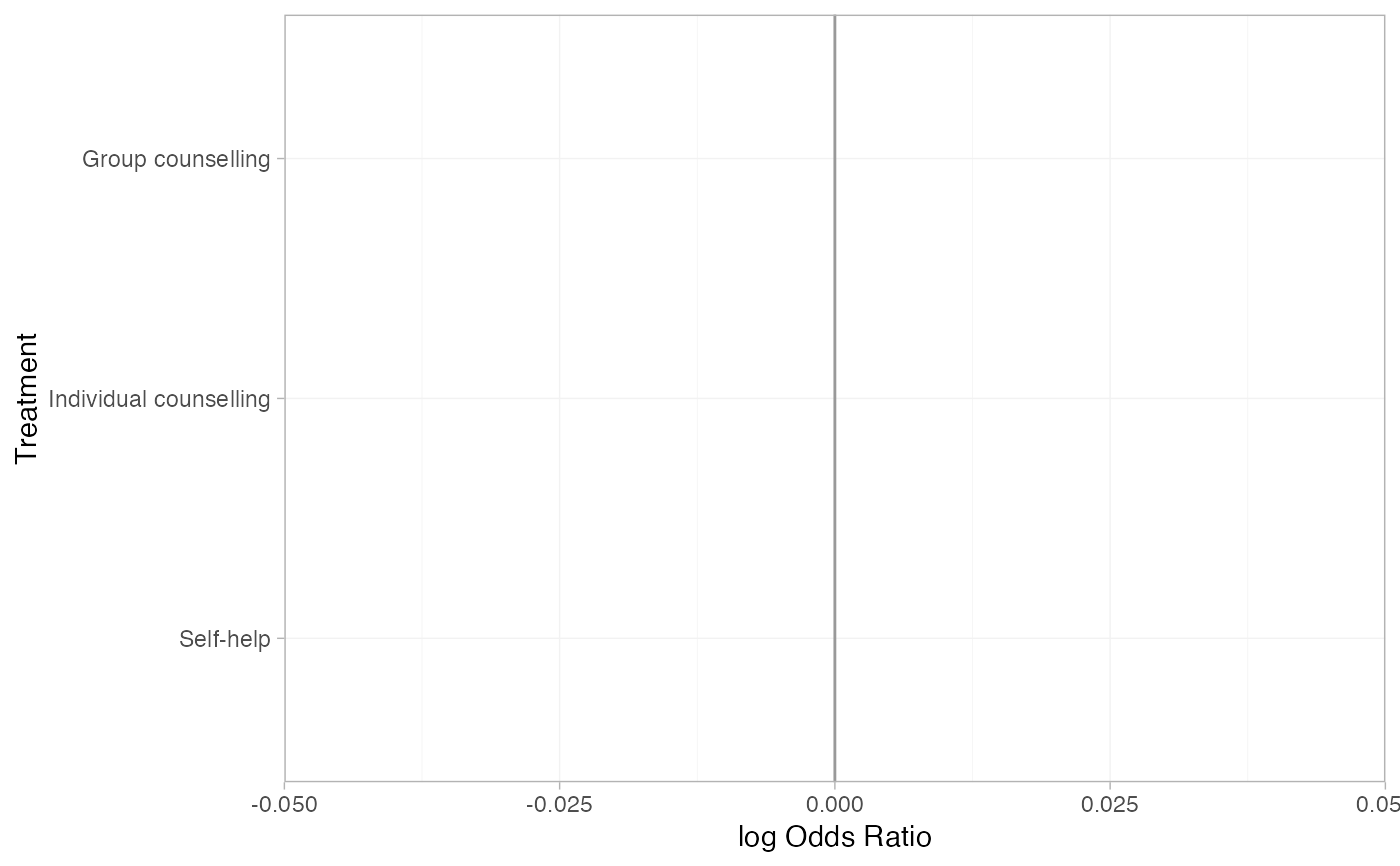 Group counselling
Individual counselling
Self-help
Treatment
-0.050
-0.025
0.000
0.025
0.05
log Odds Ratio